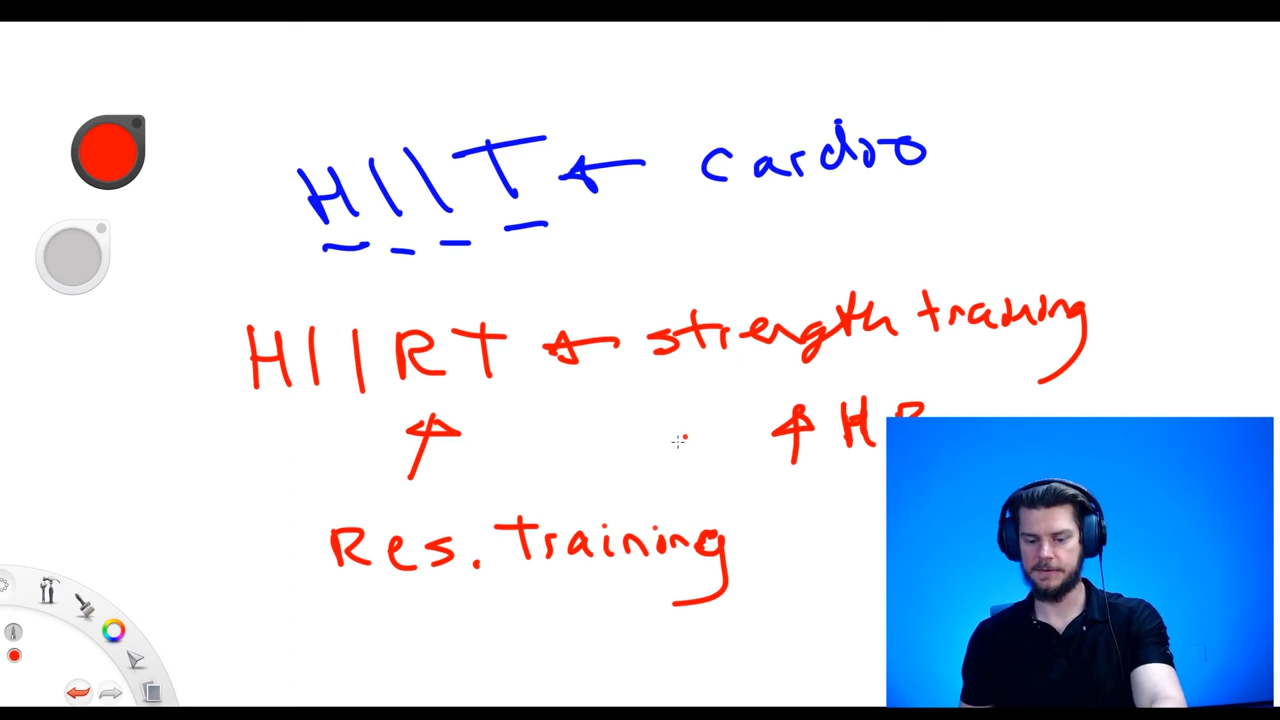 HIIT ← cardio
HIIRT ← strength training
↑ ↑ HR
Res. Training